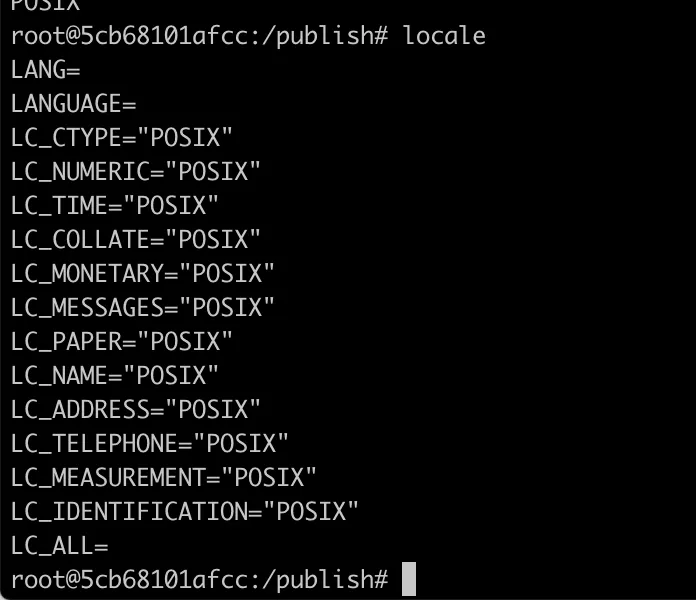 POSIX
root@5cb68101afcc:/publish# locale
LANG=
LANGUAGE=
LC_CTYPE="POSIX"
LC_NUMERIC="POSIX"
LC_TIME="POSIX"
LC_COLLATE="POSIX"
LC_MONETARY="POSIX"
LC_MESSAGES="POSIX"
LC_PAPER="POSIX"
LC_NAME="POSIX"
LC_ADDRESS="POSIX"
LC_TELEPHONE="POSIX"
LC_MEASUREMENT="POSIX"
LC_IDENTIFICATION="POSIX"
LC_ALL=
root@5cb68101afcc:/publish#